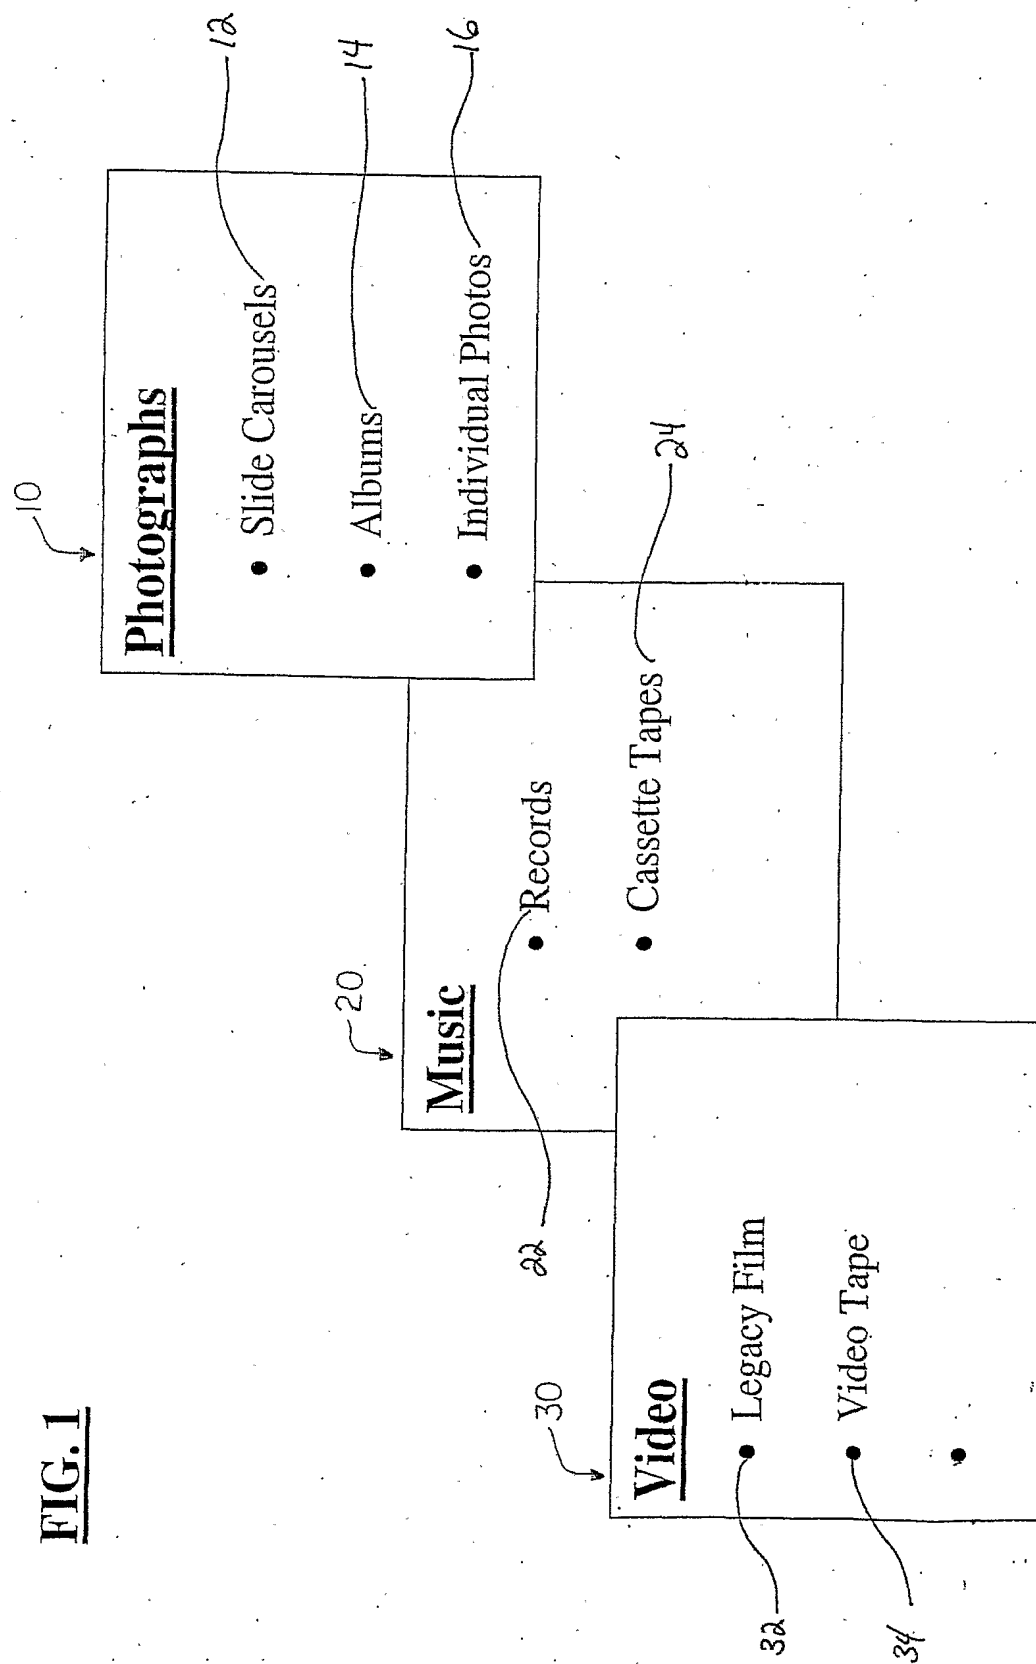 FIG. 1
30
Video
32
• Legacy Film
34
• Video Tape
•
20
Music
22
• Records
• Cassette Tapes
24
10
Photographs
• Slide Carousels
12
• Albums
14
• Individual Photos
16